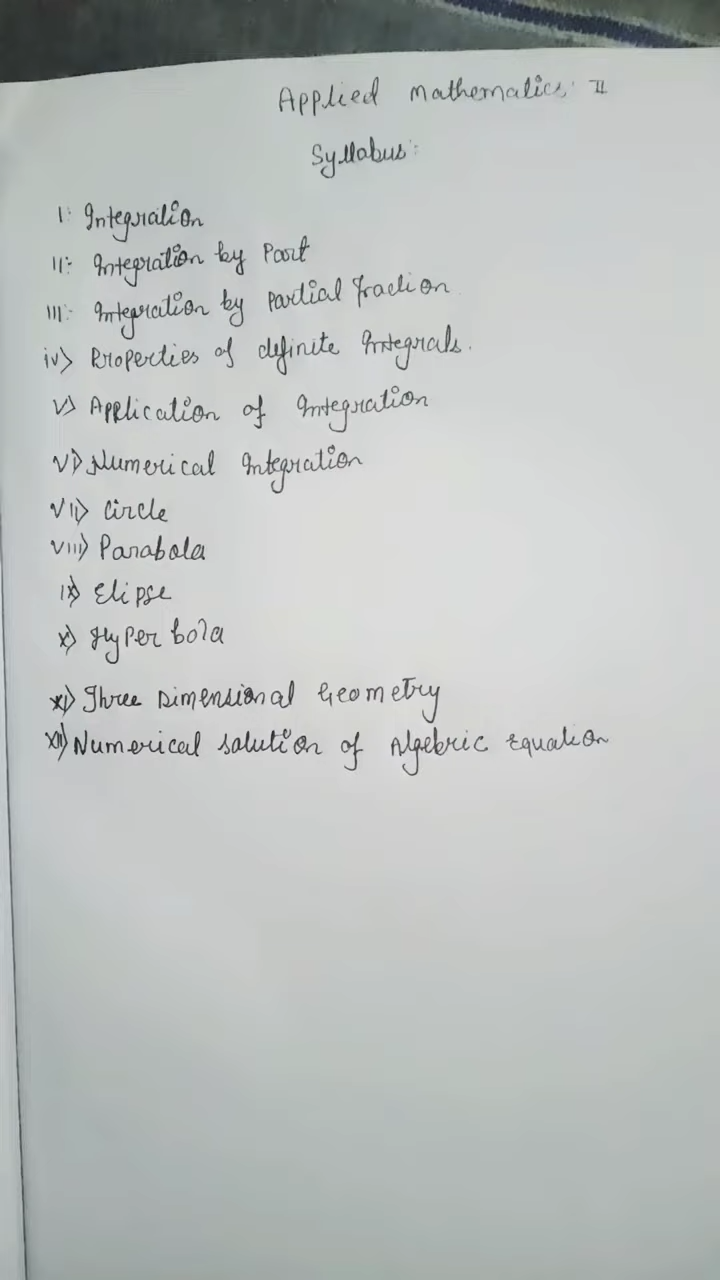 Applied Mathematics: II
Syllabus:
I: Integration
II: Integration by Part
III: Integration by Partial fraction
iv) Properties of definite Integrals.
V) Application of Integration
VI) Numerical Integration
VII) Circle
VIII) Parabola
IX) Elipse
X) Hyperbola
XI) Three Dimensional Geometry
XII) Numerical solution of Algebric Equation